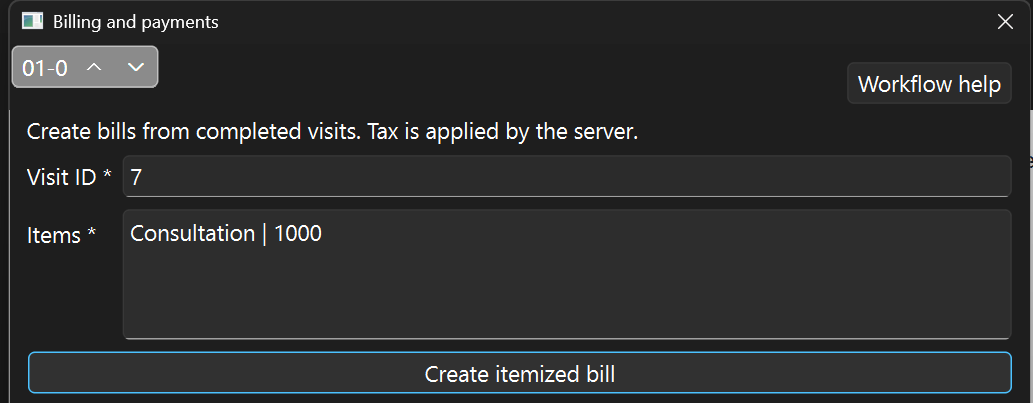 Billing and payments
01-0
Workflow help
Create bills from completed visits. Tax is applied by the server.
Visit ID * 7
Items * Consultation | 1000
Create itemized bill